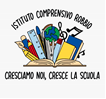 ISTITUTO COMPRENSIVO ROBBIO
CRESCIAMO NOI, CRESCE LA SCUOLA